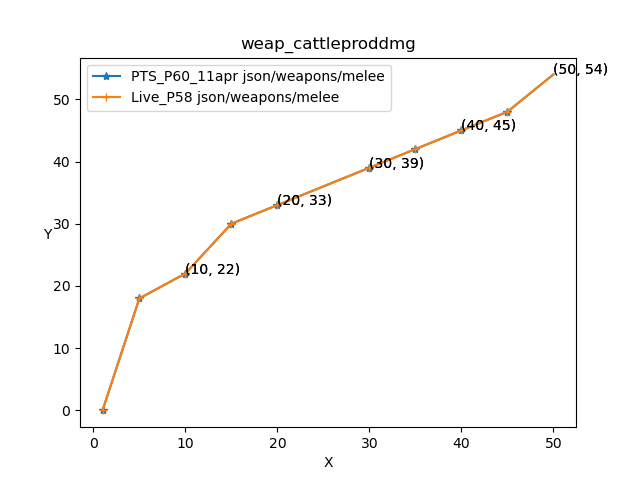 weap_cattleproddmg
PTS_P60_11apr json/weapons/melee
Live_P58 json/weapons/melee
(50, 54)
(40, 45)
(30, 39)
(20, 33)
(10, 22)
Y
50
40
30
20
10
0
0 10 20 30 40 50
X